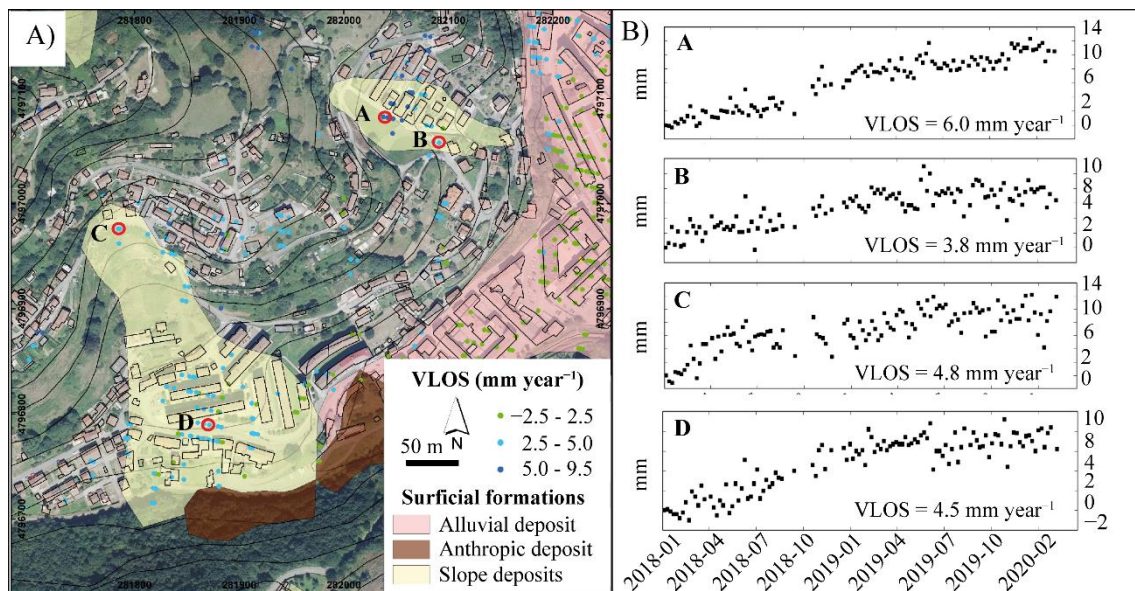 A)
281800
281900
282000
282100
282200
4797100
4797000
4796900
4796800
4796700
A
B
C
D
VLOS (mm year⁻¹)
50 m
N
−2.5 - 2.5
2.5 - 5.0
5.0 - 9.5
Surficial formations
Alluvial deposit
Anthropic deposit
Slope deposits
281800
281900
282000
B)
A
mm
14
10
6
2
0
VLOS = 6.0 mm year⁻¹
B
mm
10
8
4
2
0
VLOS = 3.8 mm year⁻¹
C
mm
14
10
6
2
0
VLOS = 4.8 mm year⁻¹
D
mm
10
8
4
0
−2
VLOS = 4.5 mm year⁻¹
2018-01
2018-04
2018-07
2018-10
2019-01
2019-04
2019-07
2019-10
2020-02